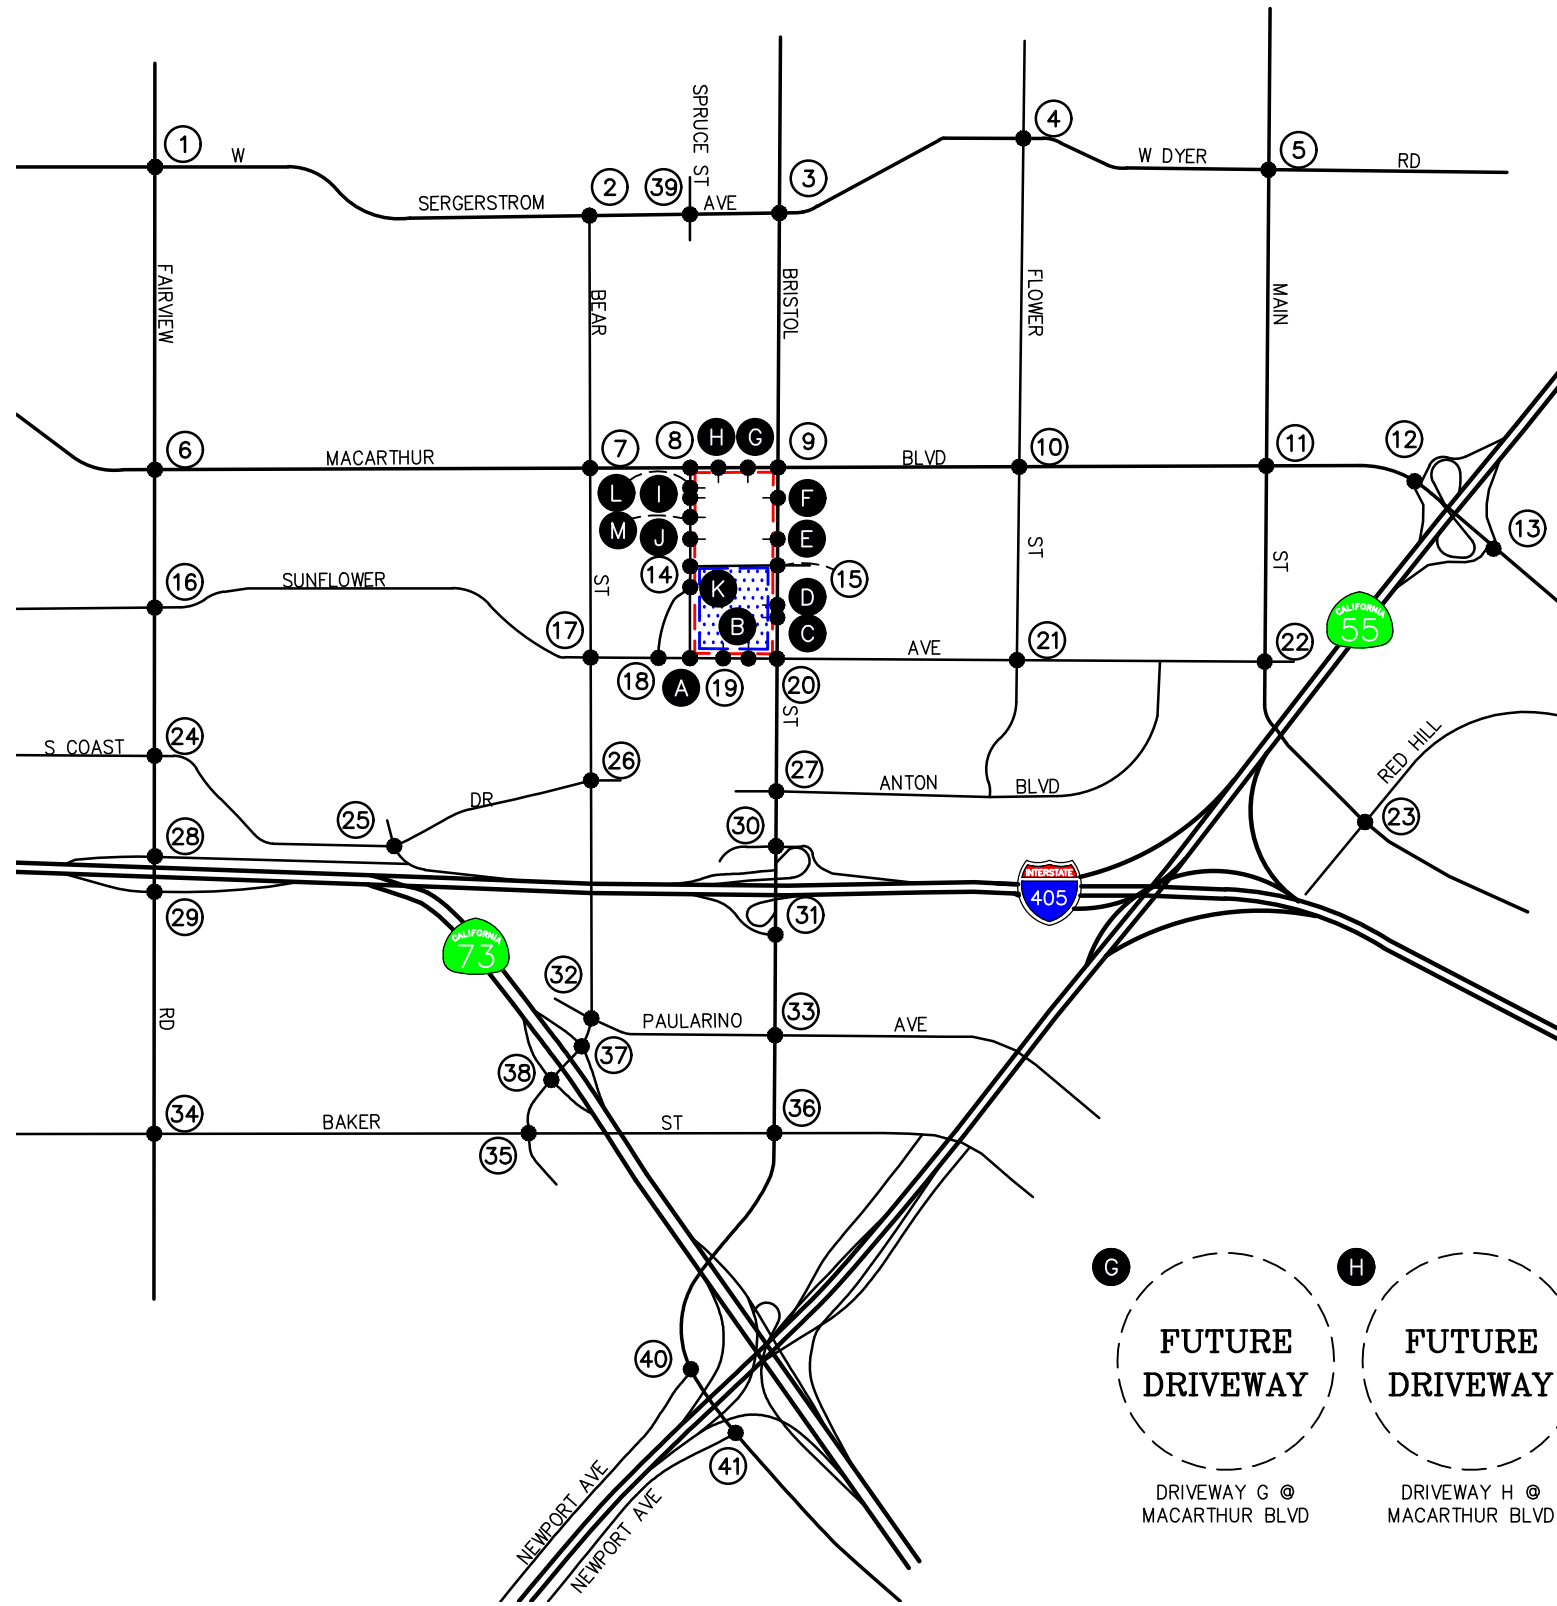 SPRUCE ST
1
W
4
5
W DYER
RD
2
39
3
SERGERSTROM
AVE
FAIRVIEW
BEAR
BRISTOL
FLOWER
MAIN
6
MACARTHUR
7
8
H
G
9
BLVD
10
11
12
L
I
F
13
M
J
E
ST
ST
14
15
16
SUNFLOWER
ST
K
D
CALIFORNIA
55
B
C
17
AVE
21
22
18
A
19
20
ST
24
S COAST
26
27
ANTON
BLVD
RED HILL
DR
25
30
23
28
INTERSTATE
405
29
31
CALIFORNIA
73
32
RD
PAULARINO
33
AVE
37
38
34
BAKER
ST
36
35
40
41
NEWPORT AVE
NEWPORT AVE
G
FUTURE
DRIVEWAY
DRIVEWAY G @
MACARTHUR BLVD
H
FUTURE
DRIVEWAY
DRIVEWAY H @
MACARTHUR BLVD